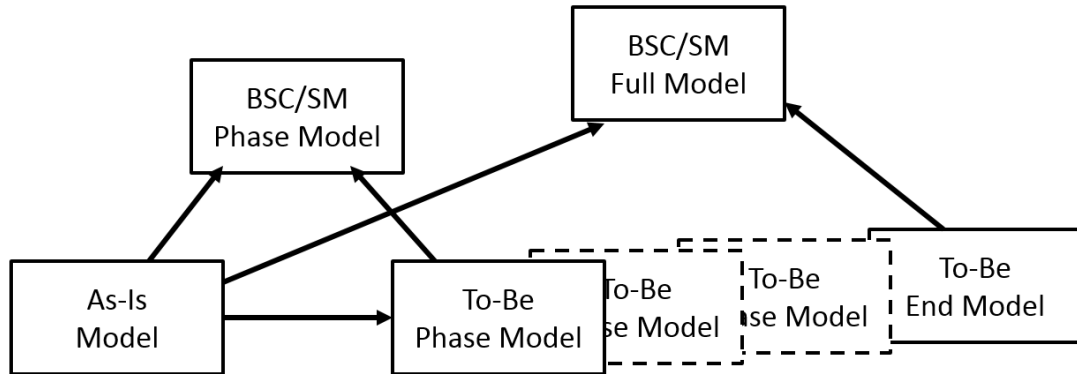 BSC/SM
Full Model
BSC/SM
Phase Model
As-Is
Model
To-Be
Phase Model
To-Be
se Model
To-Be
se Model
To-Be
End Model